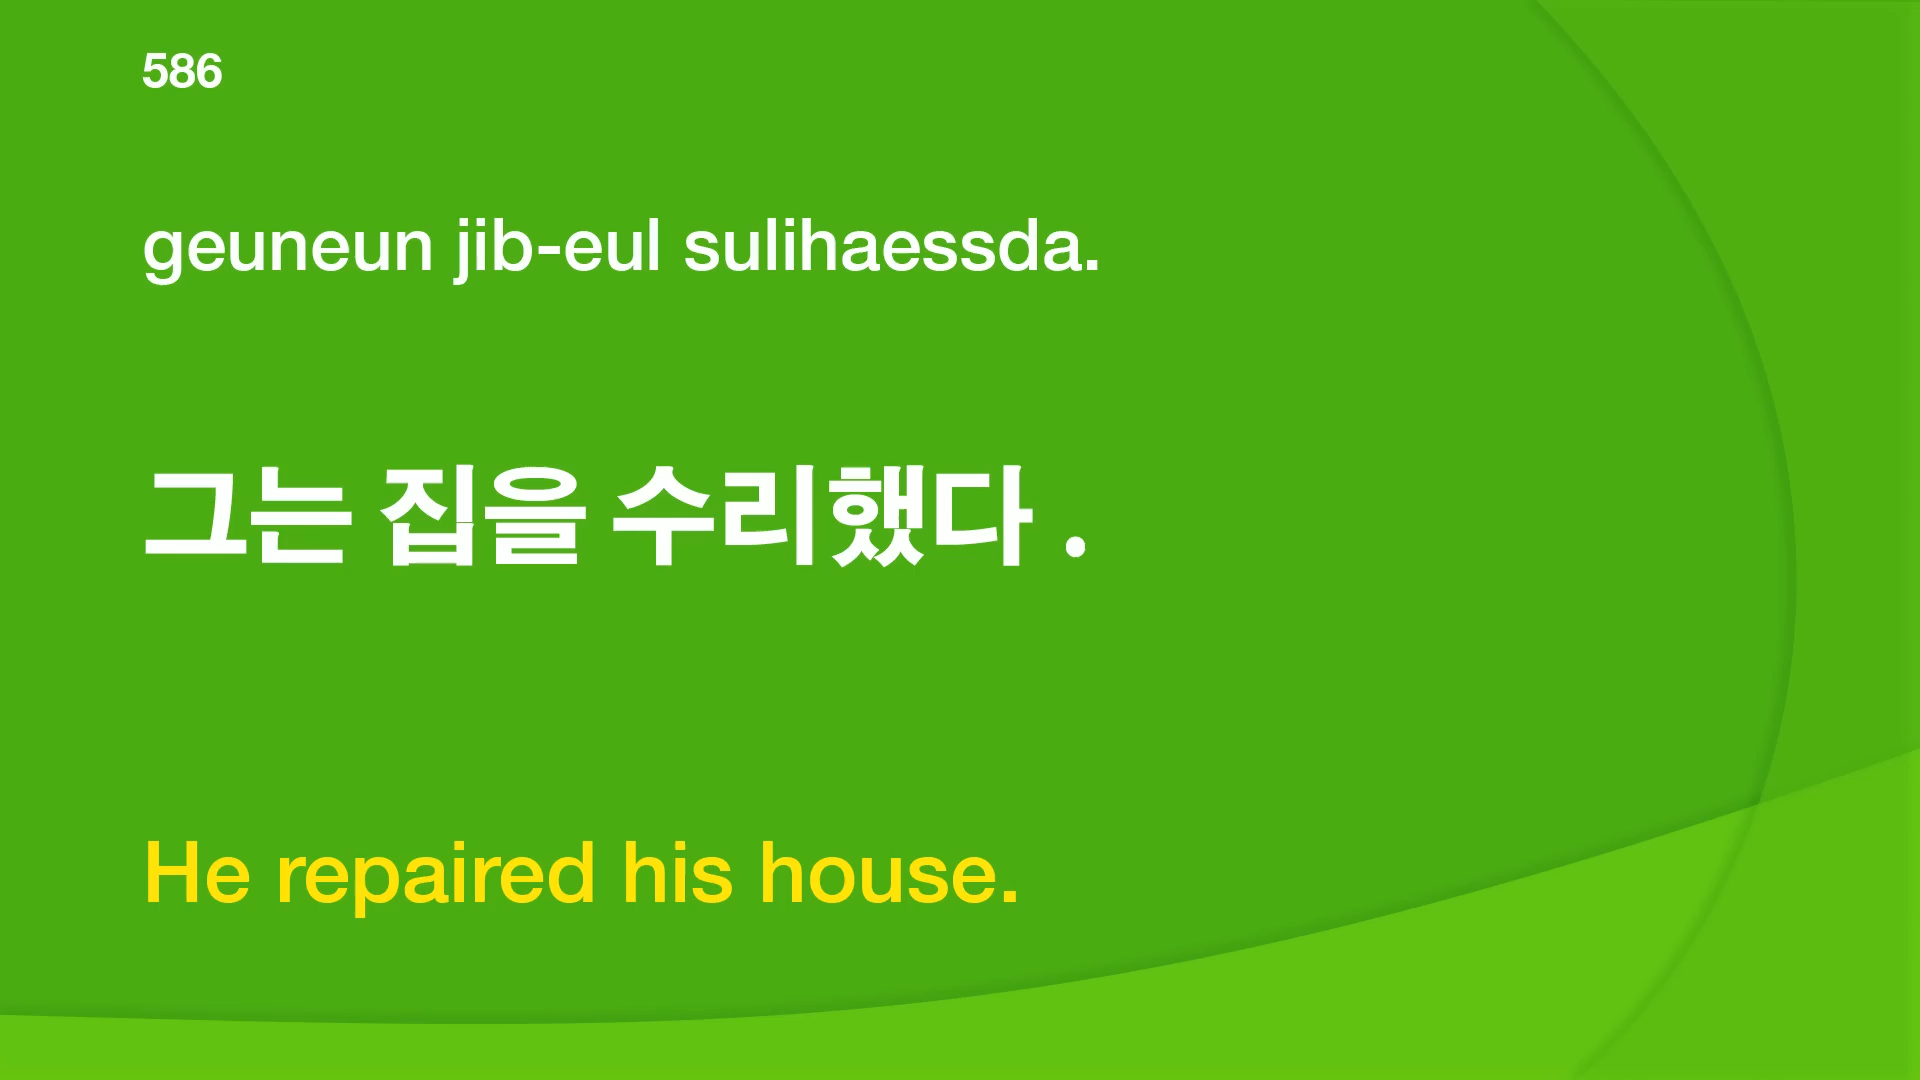 586
geuneun jib-eul sulihaessda.
그는 집을 수리했다 .
He repaired his house.